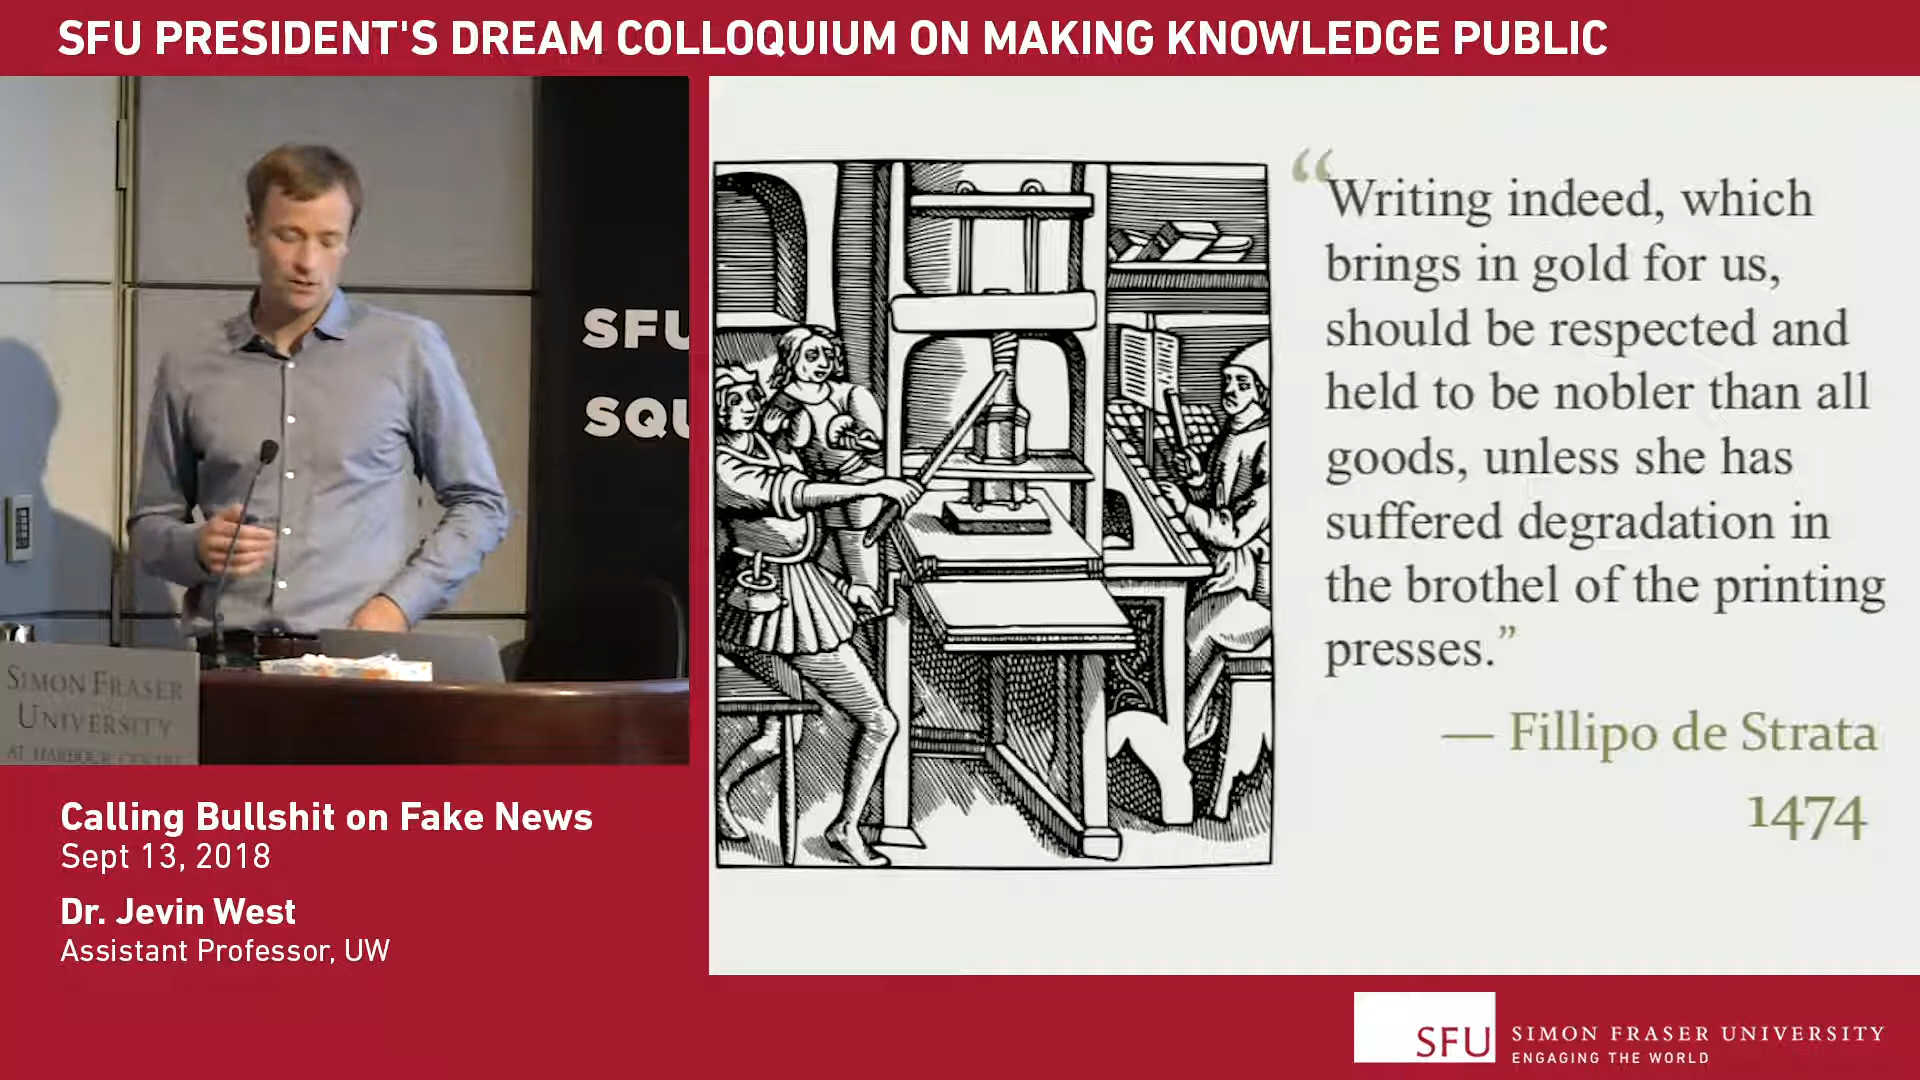 SFU PRESIDENT'S DREAM COLLOQUIUM ON MAKING KNOWLEDGE PUBLIC
SFU
SQU
SIMON FRASER
UNIVERSITY
AT HARBOUR CENTRE
“Writing indeed, which
brings in gold for us,
should be respected and
held to be nobler than all
goods, unless she has
suffered degradation in
the brothel of the printing
presses.”
— Fillipo de Strata
1474
Calling Bullshit on Fake News
Sept 13, 2018
Dr. Jevin West
Assistant Professor, UW
SFU
SIMON FRASER UNIVERSITY
ENGAGING THE WORLD